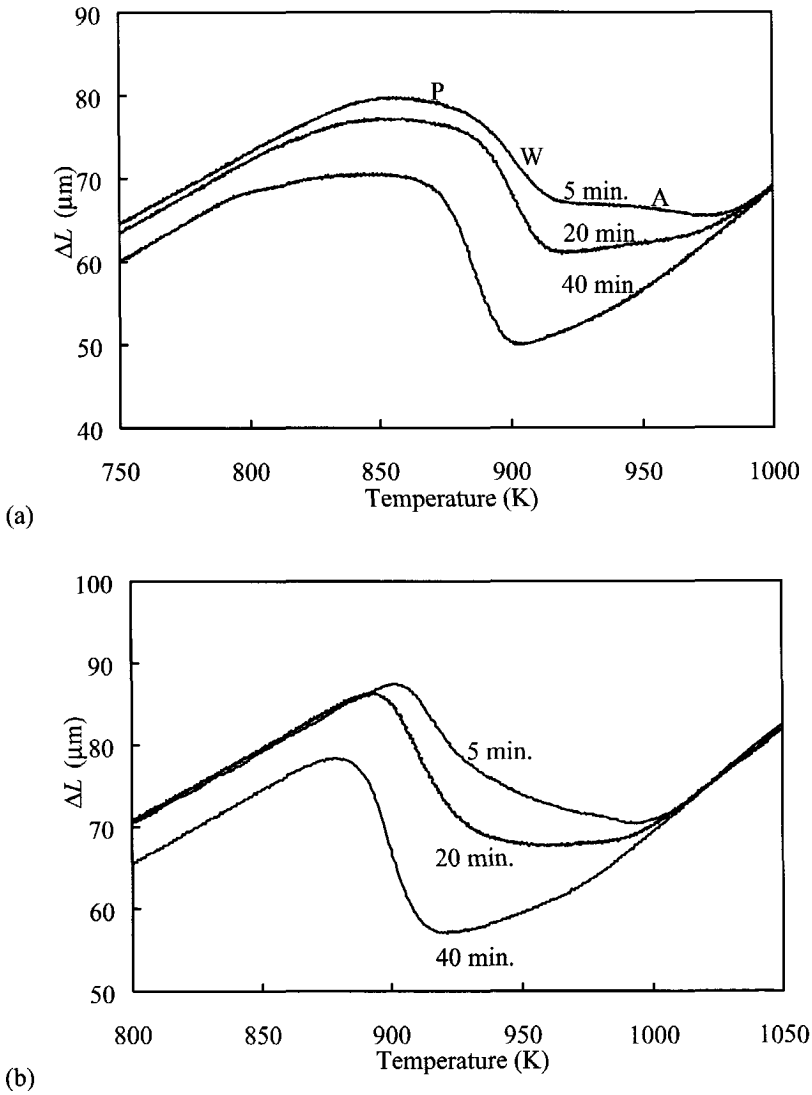 90
80
70
60
50
40
ΔL (μm)
P
W
A
5 min.
20 min.
40 min.
750 800 850 900 950 1000
Temperature (K)
(a)
100
90
80
70
60
50
ΔL (μm)
5 min.
20 min.
40 min.
800 850 900 950 1000 1050
Temperature (K)
(b)